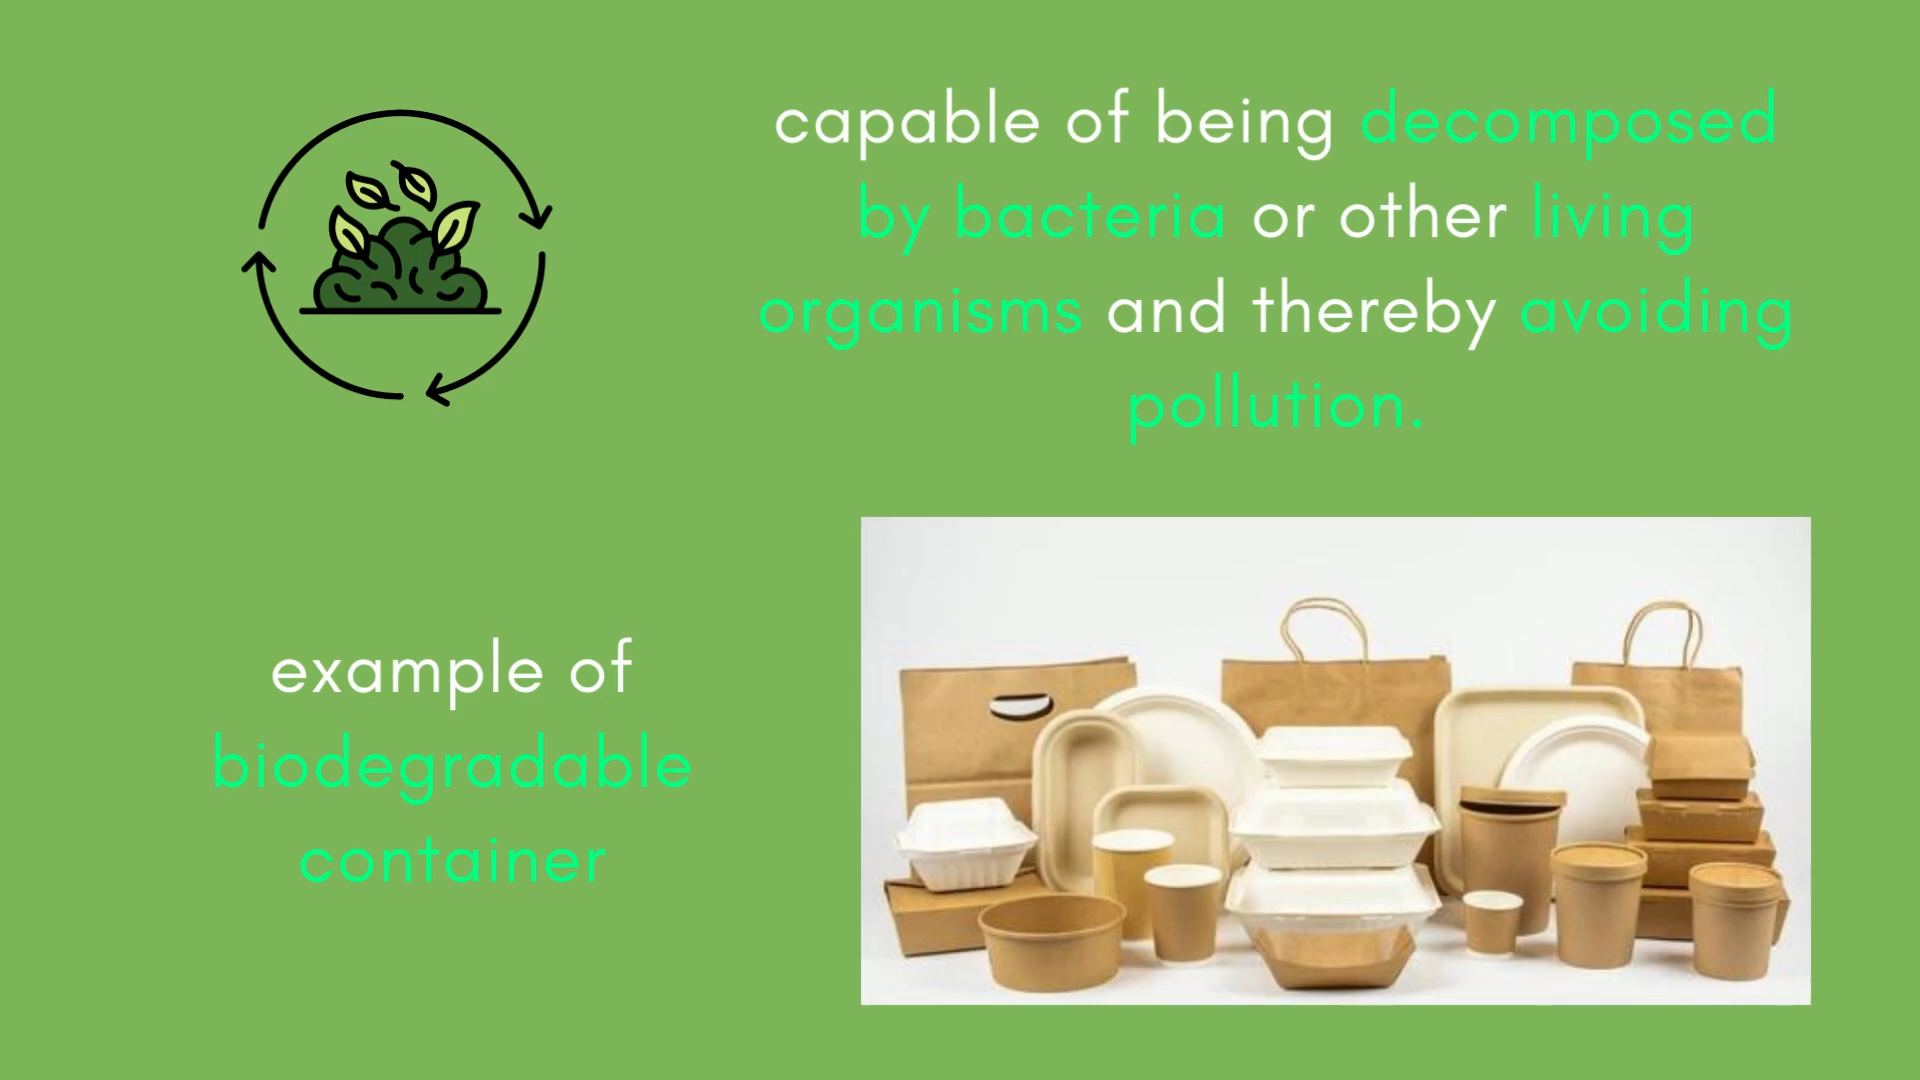 capable of being decomposed
by bacteria or other living
organisms and thereby avoiding
pollution.
example of
biodegradable
container